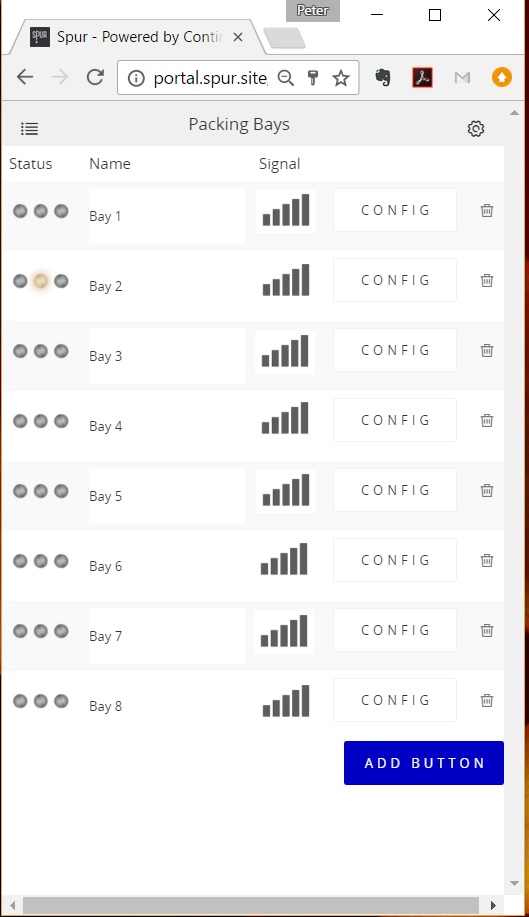 Peter
SPUR
Spur - Powered by Conti
portal.spur.site
Packing Bays
Status Name Signal
Bay 1 CONFIG
Bay 2 CONFIG
Bay 3 CONFIG
Bay 4 CONFIG
Bay 5 CONFIG
Bay 6 CONFIG
Bay 7 CONFIG
Bay 8 CONFIG
ADD BUTTON